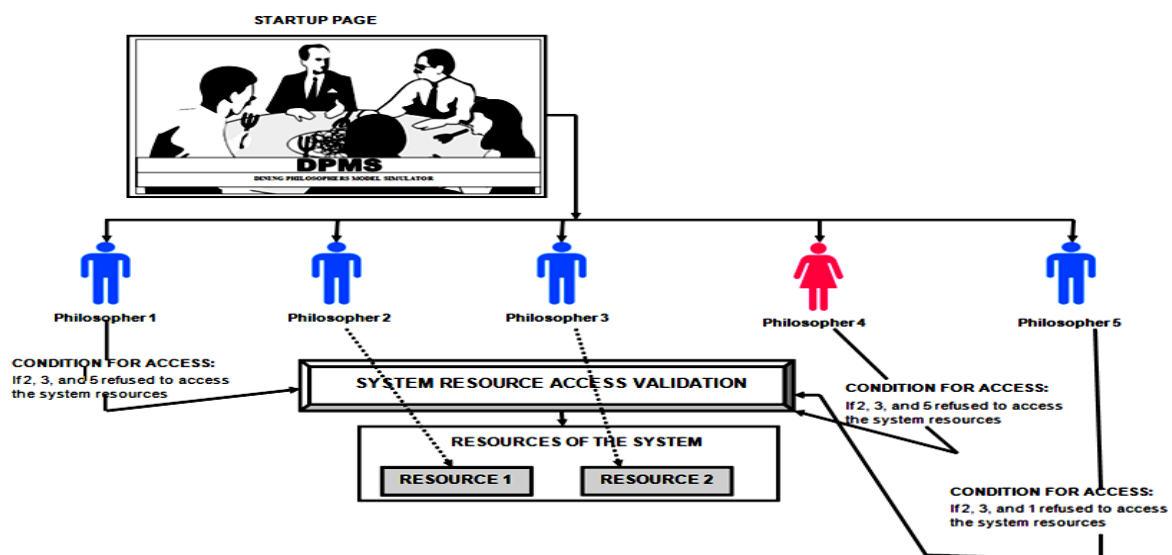 STARTUP PAGE
DPMS
DINING PHILOSOPHERS MODEL SIMULATOR
Philosopher 1
Philosopher 2
Philosopher 3
Philosopher 4
Philosopher 5
CONDITION FOR ACCESS:
If 2, 3, and 5 refused to access
the system resources
SYSTEM RESOURCE ACCESS VALIDATION
CONDITION FOR ACCESS:
If 2, 3, and 5 refused to access
the system resources
RESOURCES OF THE SYSTEM
RESOURCE 1
RESOURCE 2
CONDITION FOR ACCESS:
If 2, 3, and 1 refused to access
the system resources